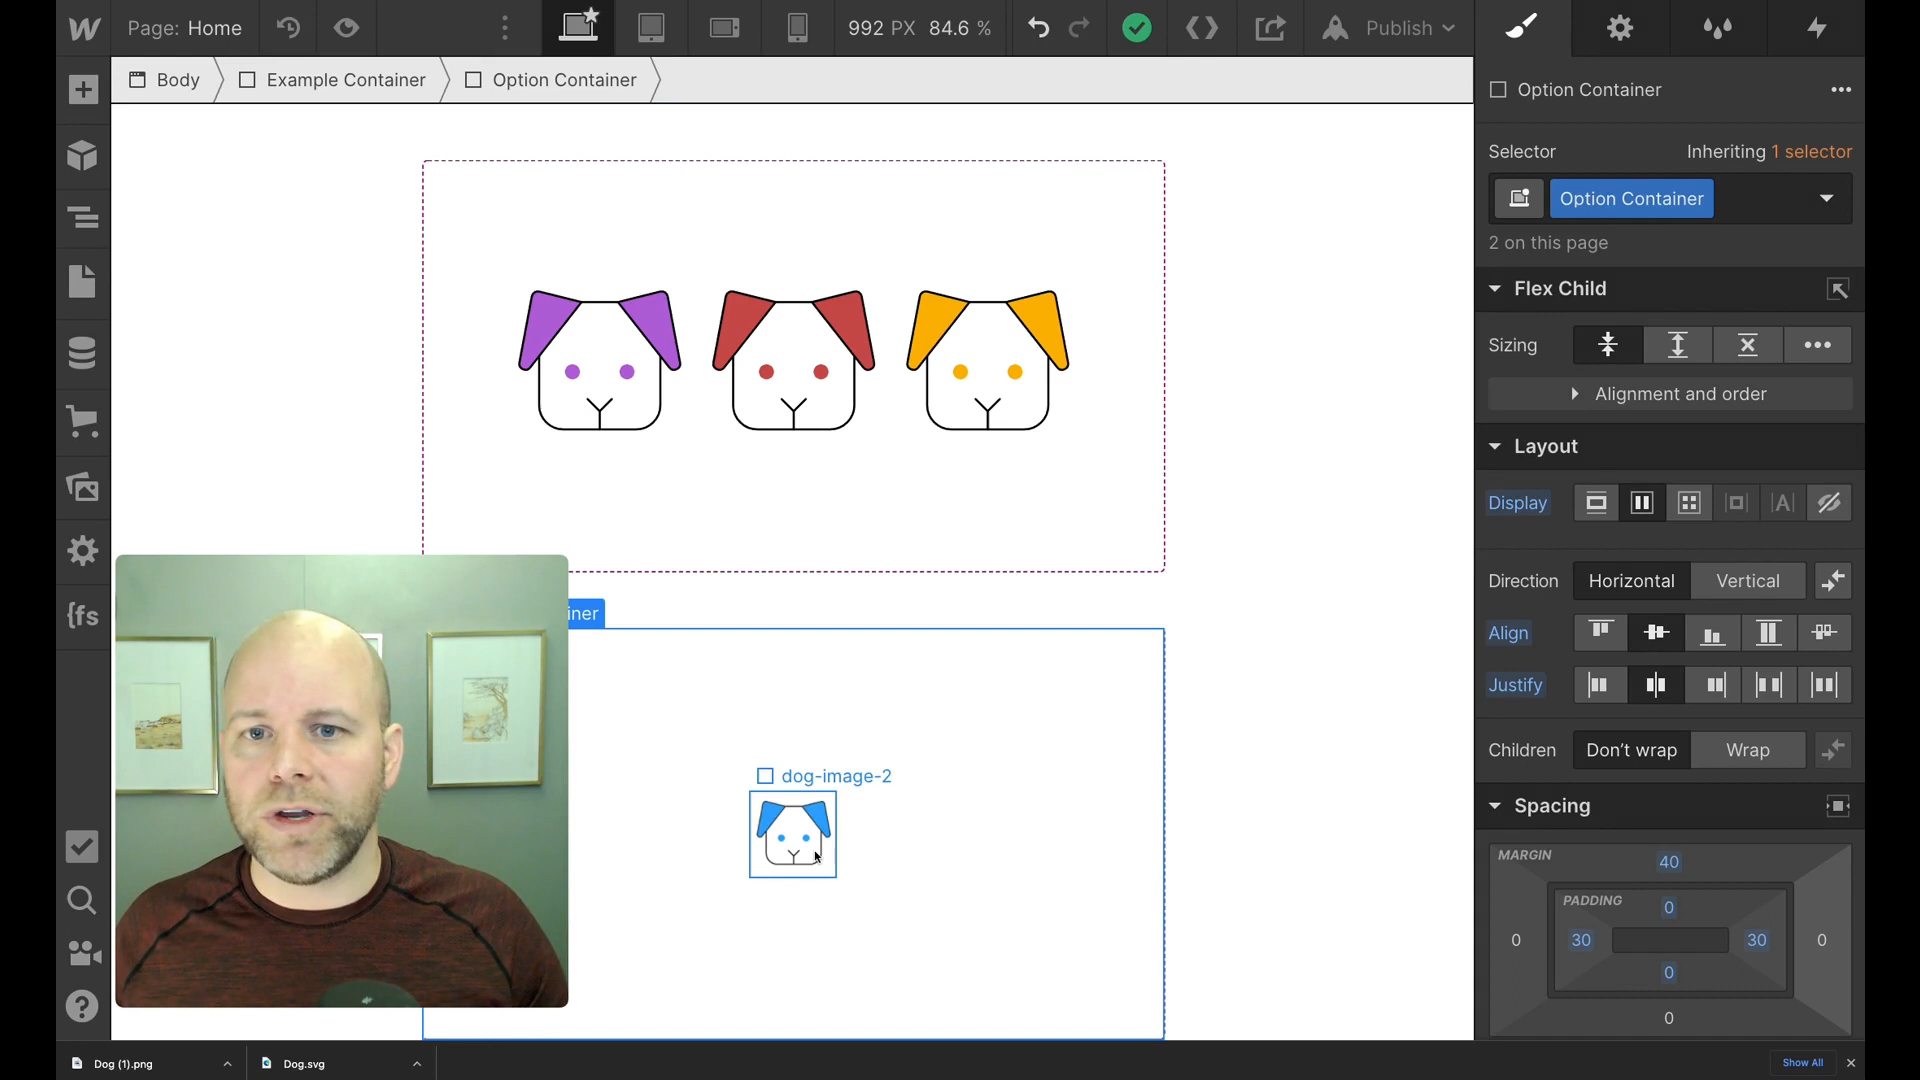 Page: Home
992 PX 84.6 %
Publish
Body
Example Container
Option Container
iner
dog-image-2
Option Container
Selector
Inheriting 1 selector
Option Container
2 on this page
Flex Child
Sizing
Alignment and order
Layout
Display
Direction
Horizontal
Vertical
Align
Justify
Children
Don't wrap
Wrap
Spacing
MARGIN
40
PADDING
0
0
30
30
0
0
0
{fs
Dog (1).png
Dog.svg
Show All